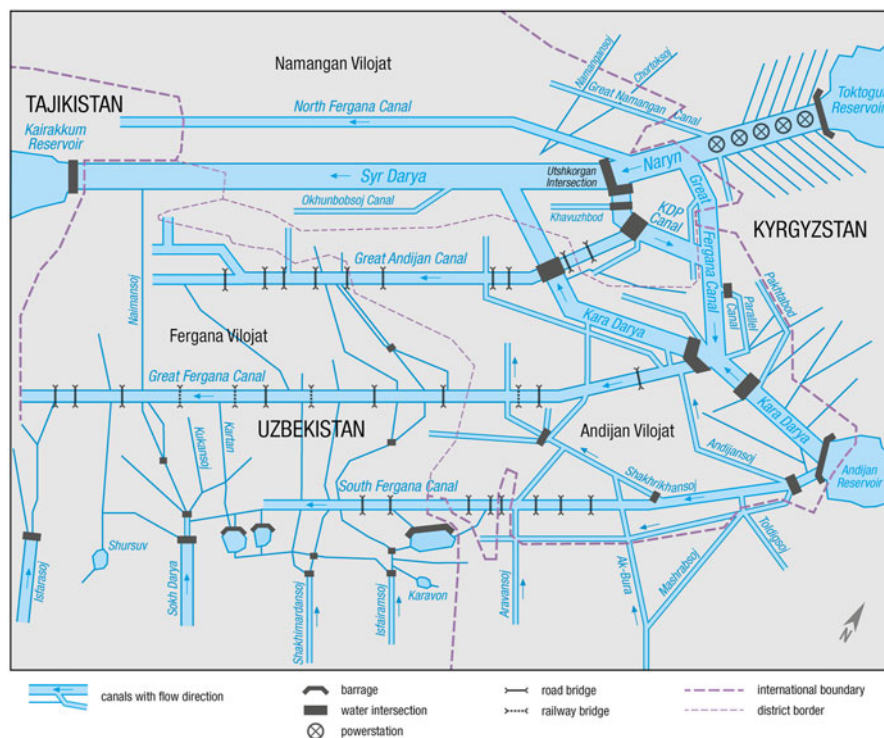 Namangan Vilojat
Namangansoj
Chortoksoj
TAJIKISTAN
North Fergana Canal
Great Namangan Canal
Toktogul
Reservoir
Kairakkum
Reservoir
Naryn
Utshkorgan
Intersection
Syr Darya
Okhunbobsoj Canal
Khavuzhbod
KDP
Canal
Great Fergana Canal
KYRGYZSTAN
Great Andijan Canal
Naimansoj
Parallel
Canal
Pakhtabod
Kara Darya
Fergana Vilojat
Great Fergana Canal
Kukansoj
Kartan
UZBEKISTAN
Andijan Vilojat
Kara Darya
Andijansoj
Andijan
Reservoir
Shakhrikhansoj
South Fergana Canal
Shursuv
Isfarasoj
Sokh Darya
Shakhimardansoj
Isfairamsoj
Karavon
Aravansoj
Ak-Bura
Mashrabsoj
Toldigsoj
N
canals with flow direction
barrage
water intersection
powerstation
road bridge
railway bridge
international boundary
district border